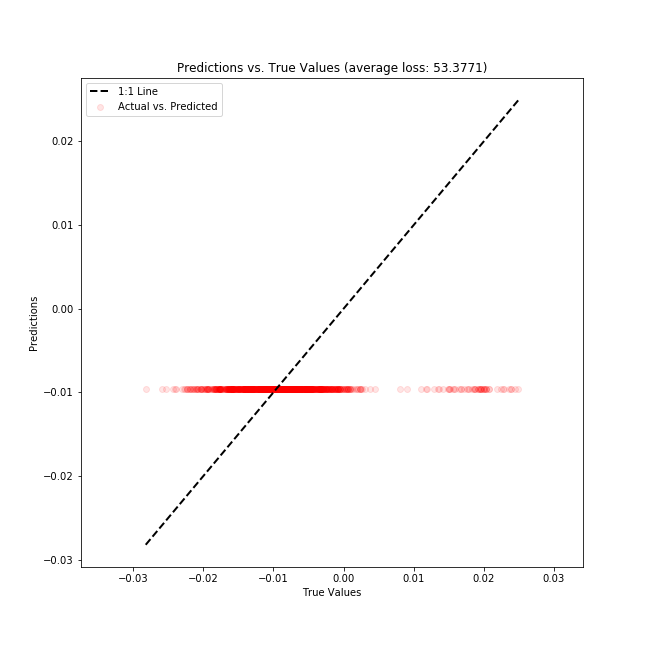 Predictions vs. True Values (average loss: 53.3771)
1:1 Line
Actual vs. Predicted
0.02
0.01
0.00
−0.01
−0.02
−0.03
Predictions
−0.03 −0.02 −0.01 0.00 0.01 0.02 0.03
True Values